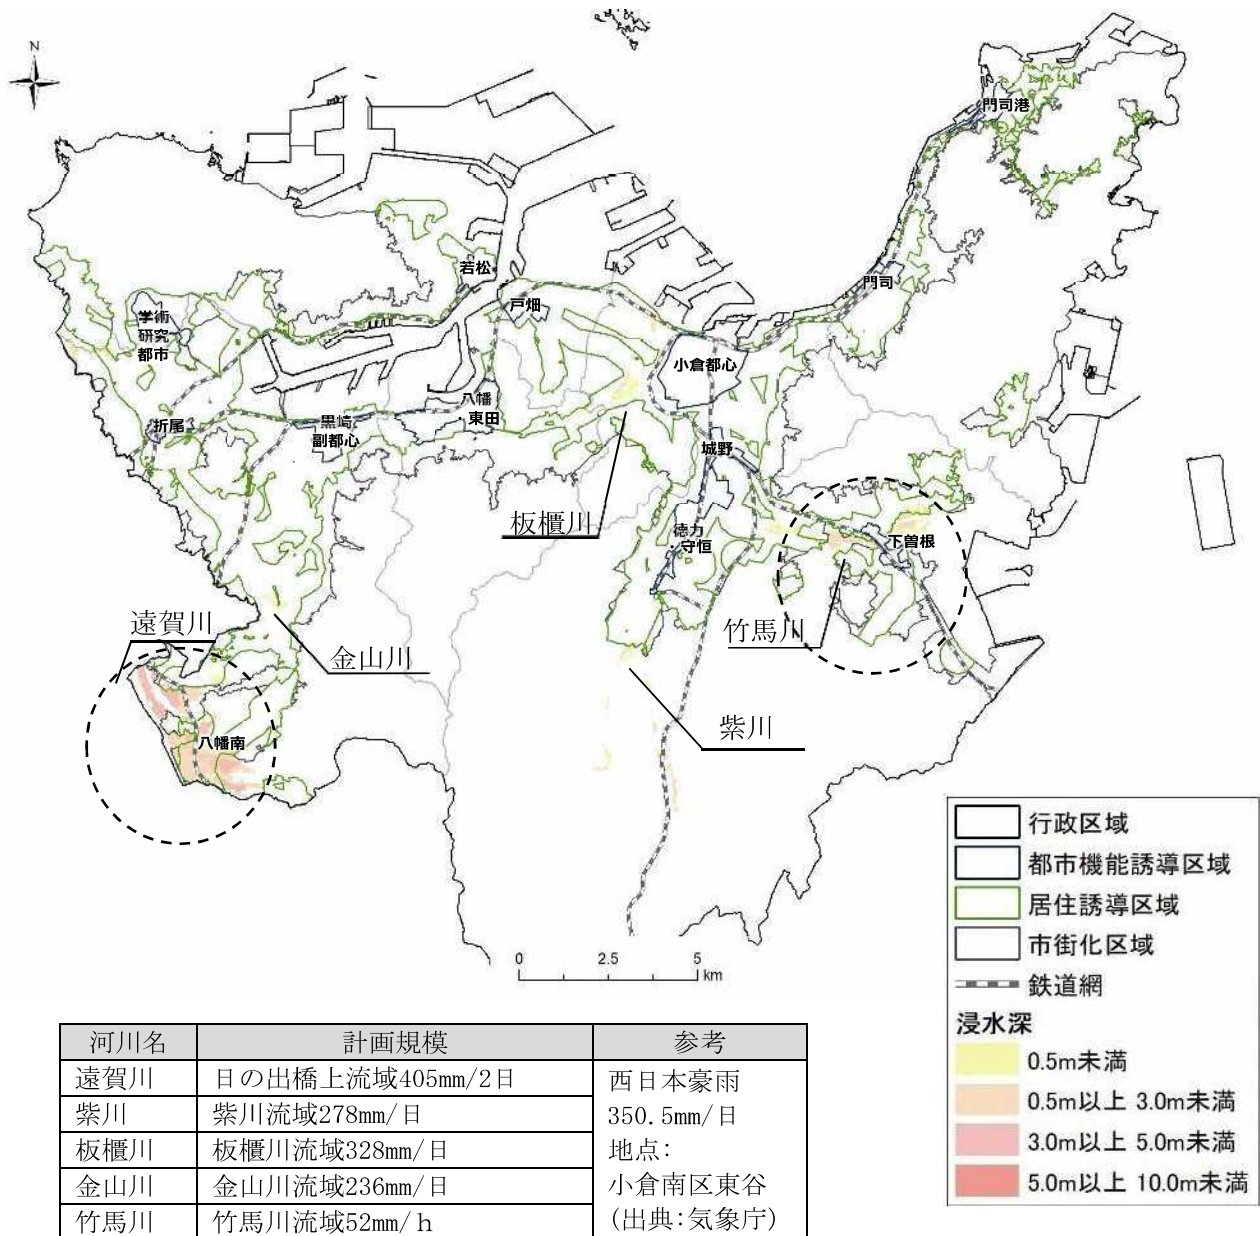 N
門司港
若松
門司
戸畑
学術
研究
都市
小倉都心
八幡
・東田
折尾
黒崎
副都心
城野
板櫃川
徳力
・守恒
下曽根
遠賀川
竹馬川
金山川
紫川
八幡南
0 2.5 5
km
行政区域
都市機能誘導区域
居住誘導区域
市街化区域
鉄道網
浸水深
0.5m未満
0.5m以上 3.0m未満
3.0m以上 5.0m未満
5.0m以上 10.0m未満
河川名 計画規模 参考
遠賀川 日の出橋上流域405mm/2日
紫川 紫川流域278mm/日
板櫃川 板櫃川流域328mm/日
金山川 金山川流域236mm/日
竹馬川 竹馬川流域52mm/ｈ
西日本豪雨
350.5mm/日
地点：
小倉南区東谷
(出典：気象庁)